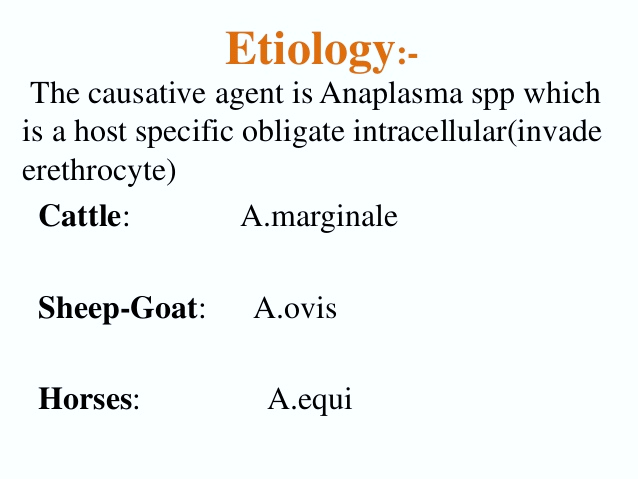 Etiology:-
The causative agent is Anaplasma spp which
is a host specific obligate intracellular(invade
erethrocyte)
Cattle: A.marginale
Sheep-Goat: A.ovis
Horses: A.equi